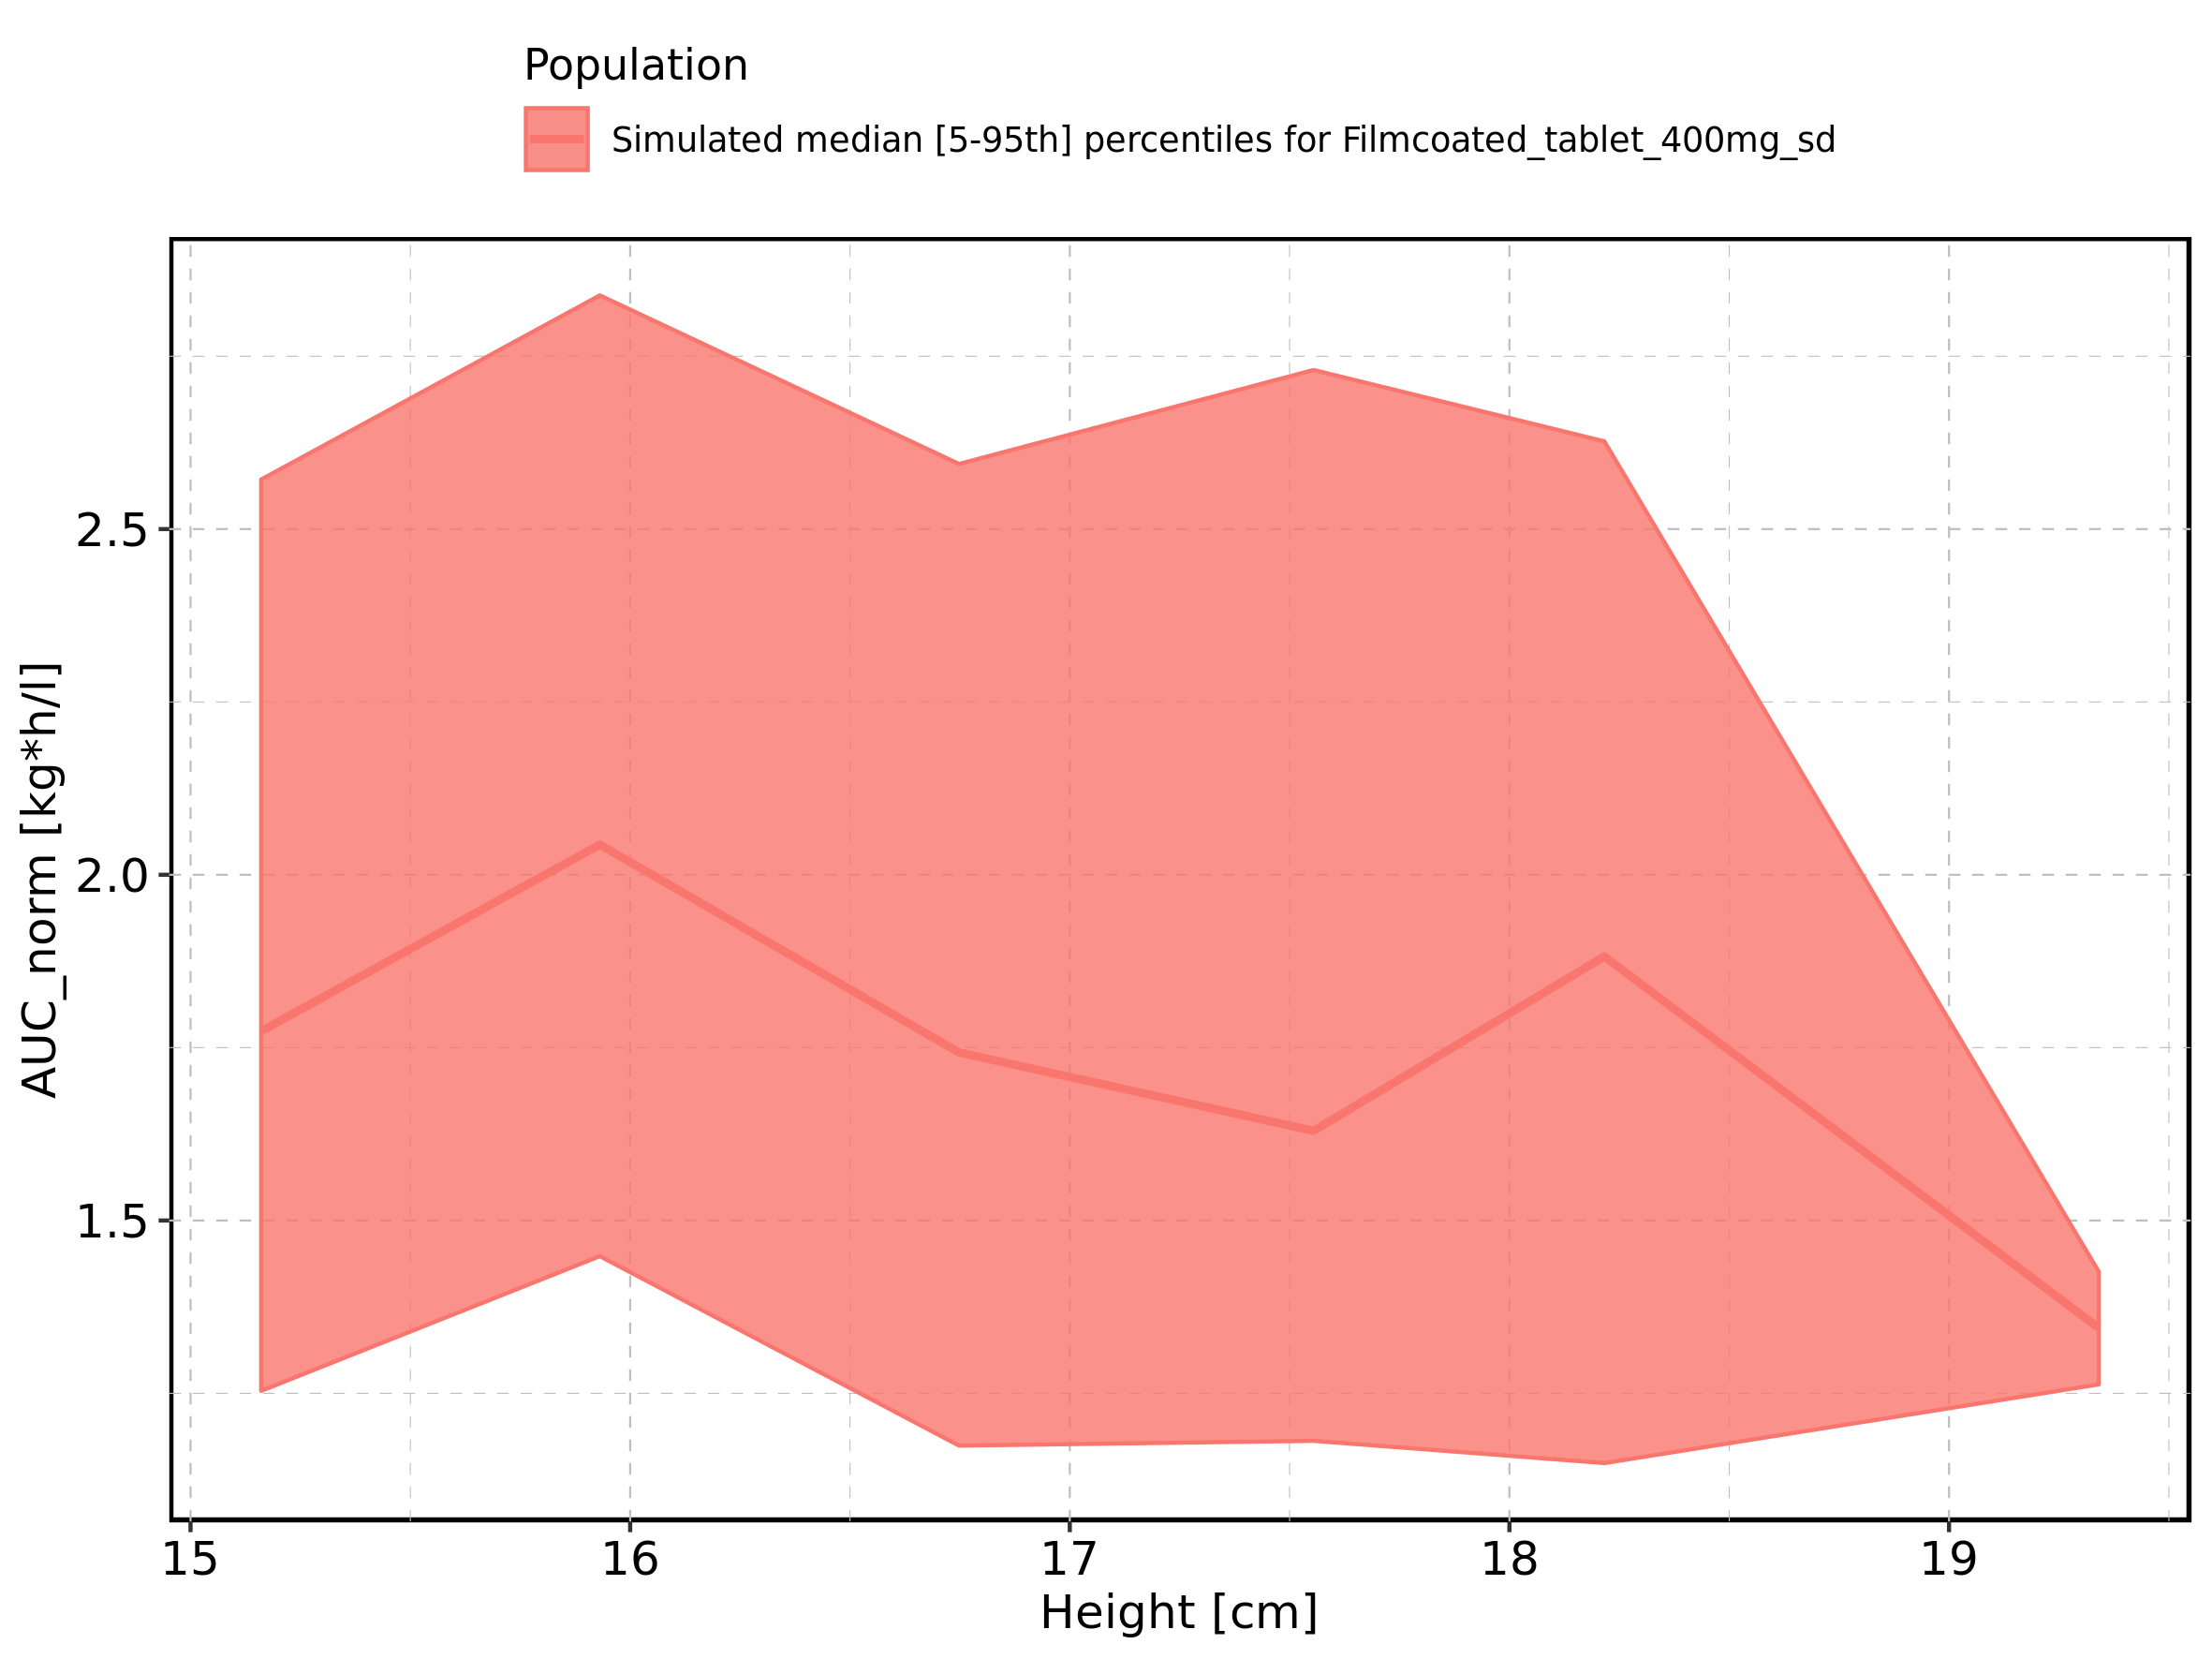 Population
Simulated median [5-95th] percentiles for Filmcoated_tablet_400mg_sd
AUC_norm [kg*h/l]
2.5
2.0
1.5
15 16 17 18 19
Height [cm]